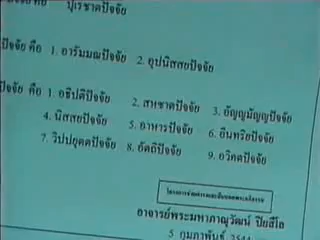 ปุเรชาตปัจจัย
ปัจจัย คือ 1. อารัมมณปัจจัย 2. อุปนิสสยปัจจัย
ปัจจัย คือ 1. อธิปติปัจจัย 2. สหชาตปัจจัย 3. อัญญมัญญปัจจัย
4. นิสสยปัจจัย 5. อาหารปัจจัย 6. อินทริยปัจจัย
7. วิปปยุตตปัจจัย 8. อัตถิปัจจัย 9. อวิคตปัจจัย
อาจารย์พระมหาภาณุวัฒน์ ปิยสีโล
5 กุมภาพันธ์ 254